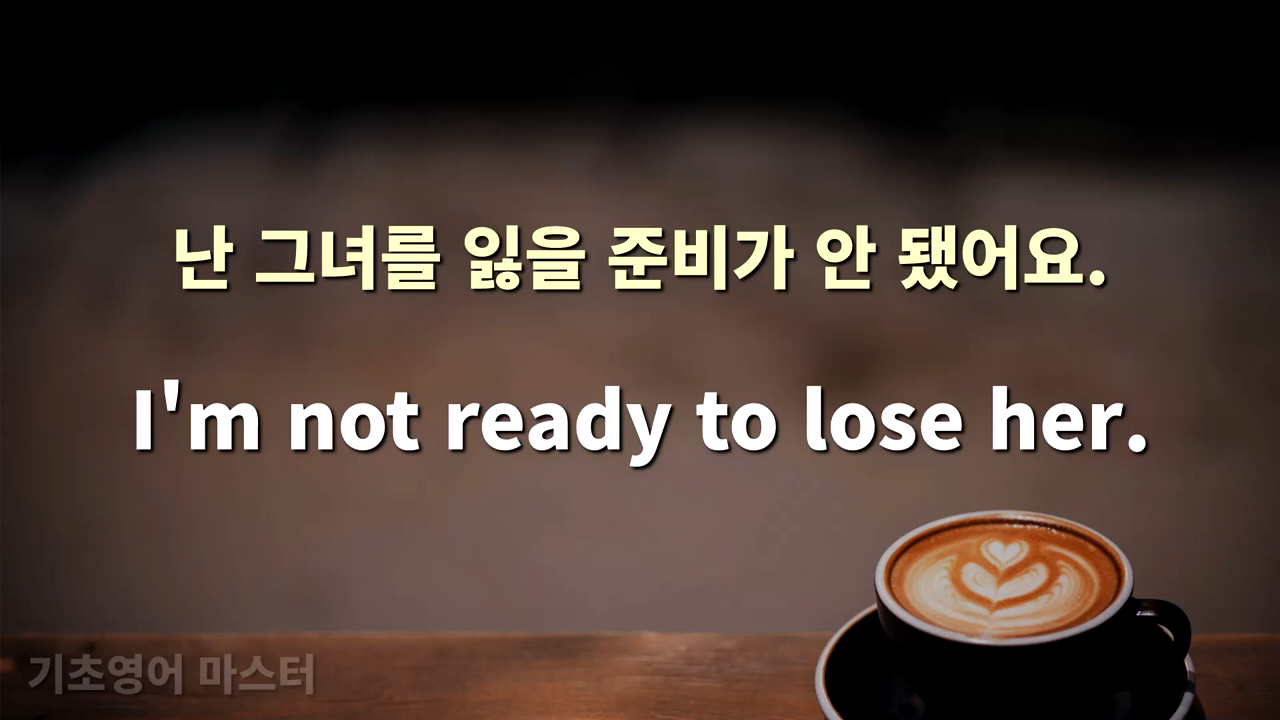 난 그녀를 잃을 준비가 안 됐어요.
I'm not ready to lose her.
기초영어 마스터